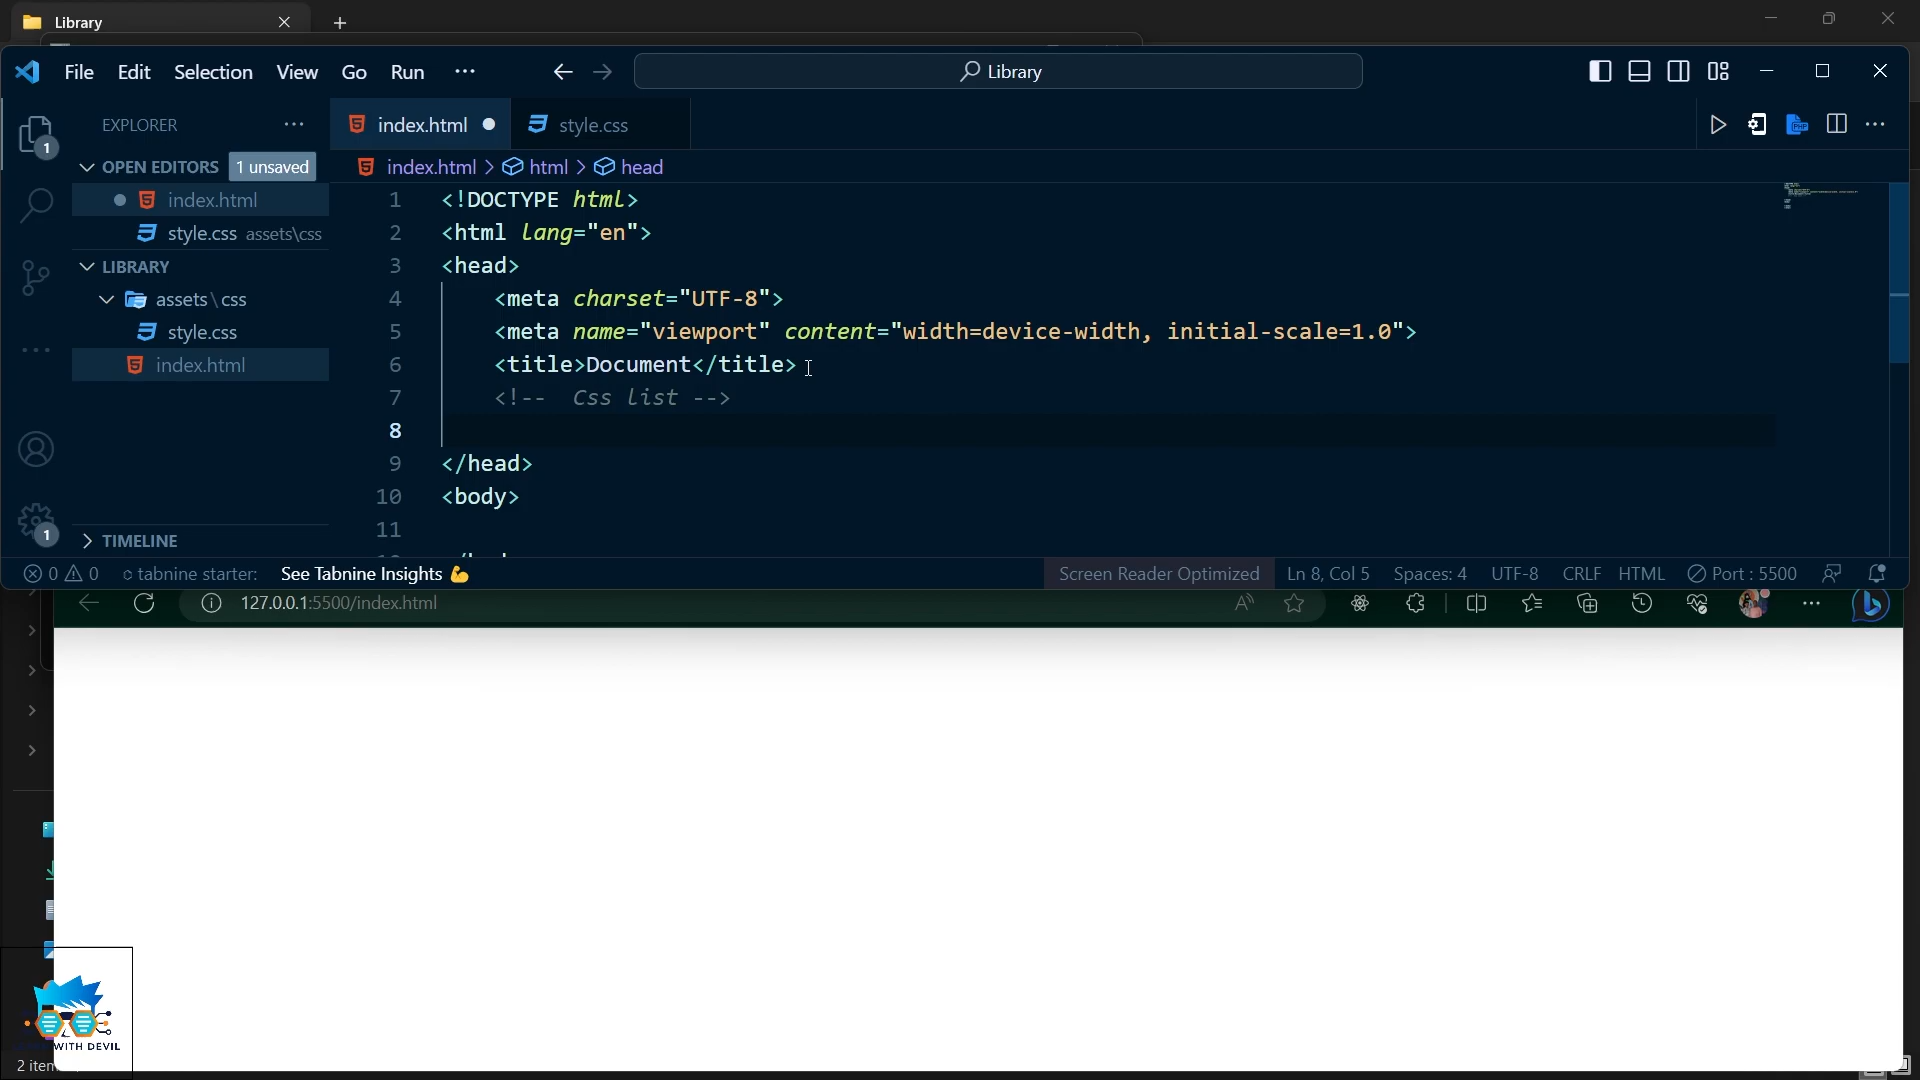 Library
File Edit Selection View Go Run ···
Library
EXPLORER ···
OPEN EDITORS 1 unsaved
index.html
style.css assets\css
LIBRARY
assets\css
style.css
index.html
TIMELINE
1
1
index.html
style.css
index.html > html > head
1 <!DOCTYPE html>
2 <html lang="en">
3 <head>
4 <meta charset="UTF-8">
5 <meta name="viewport" content="width=device-width, initial-scale=1.0">
6 <title>Document</title>
7 <!--  Css list -->
8
9 </head>
10 <body>
11
0 0 tabnine starter: See Tabnine Insights 💪 Screen Reader Optimized Ln 8, Col 5 Spaces: 4 UTF-8 CRLF HTML Port : 5500
127.0.0.1:5500/index.html
WITH DEVIL
2 item